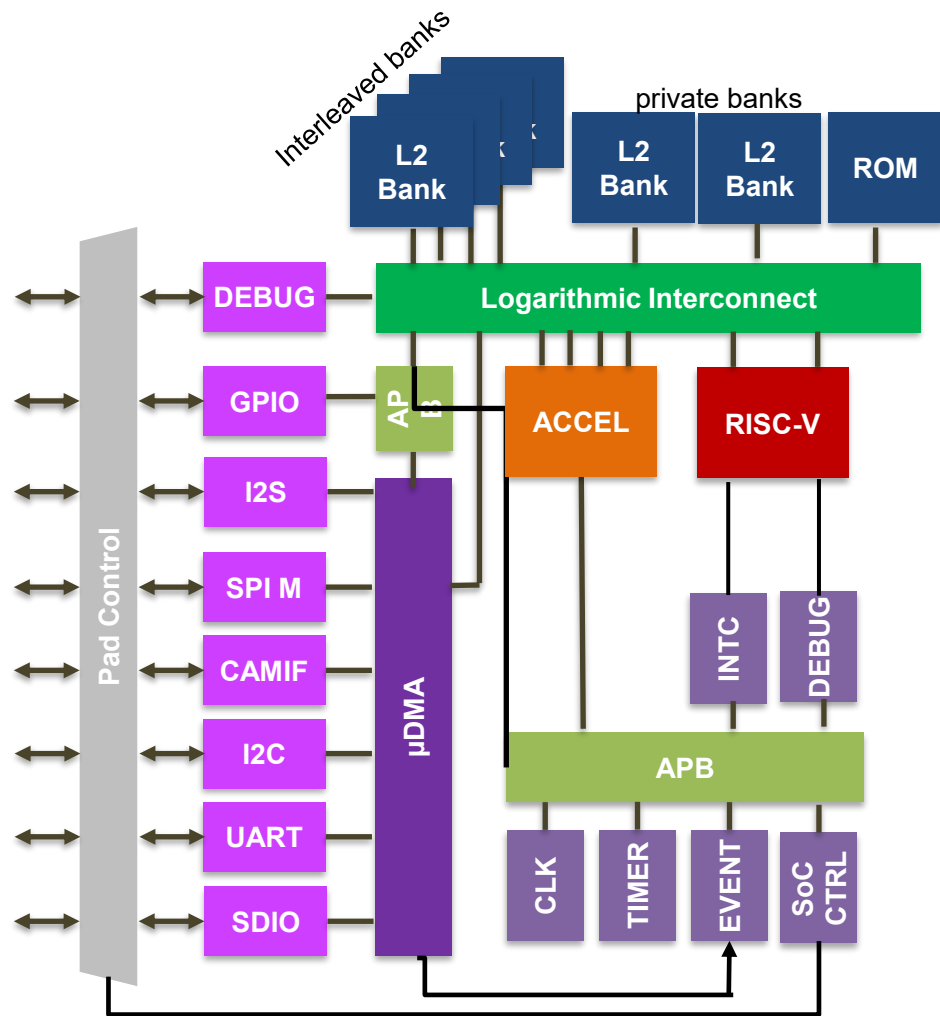 Interleaved banks
private banks
L2
Bank
k
k
k
L2
Bank
L2
Bank
ROM
DEBUG
Logarithmic Interconnect
GPIO
AP
B
ACCEL
RISC-V
I2S
Pad Control
SPI M
INTC
DEBUG
CAMIF
µDMA
I2C
APB
UART
CLK
TIMER
EVENT
SoC
CTRL
SDIO